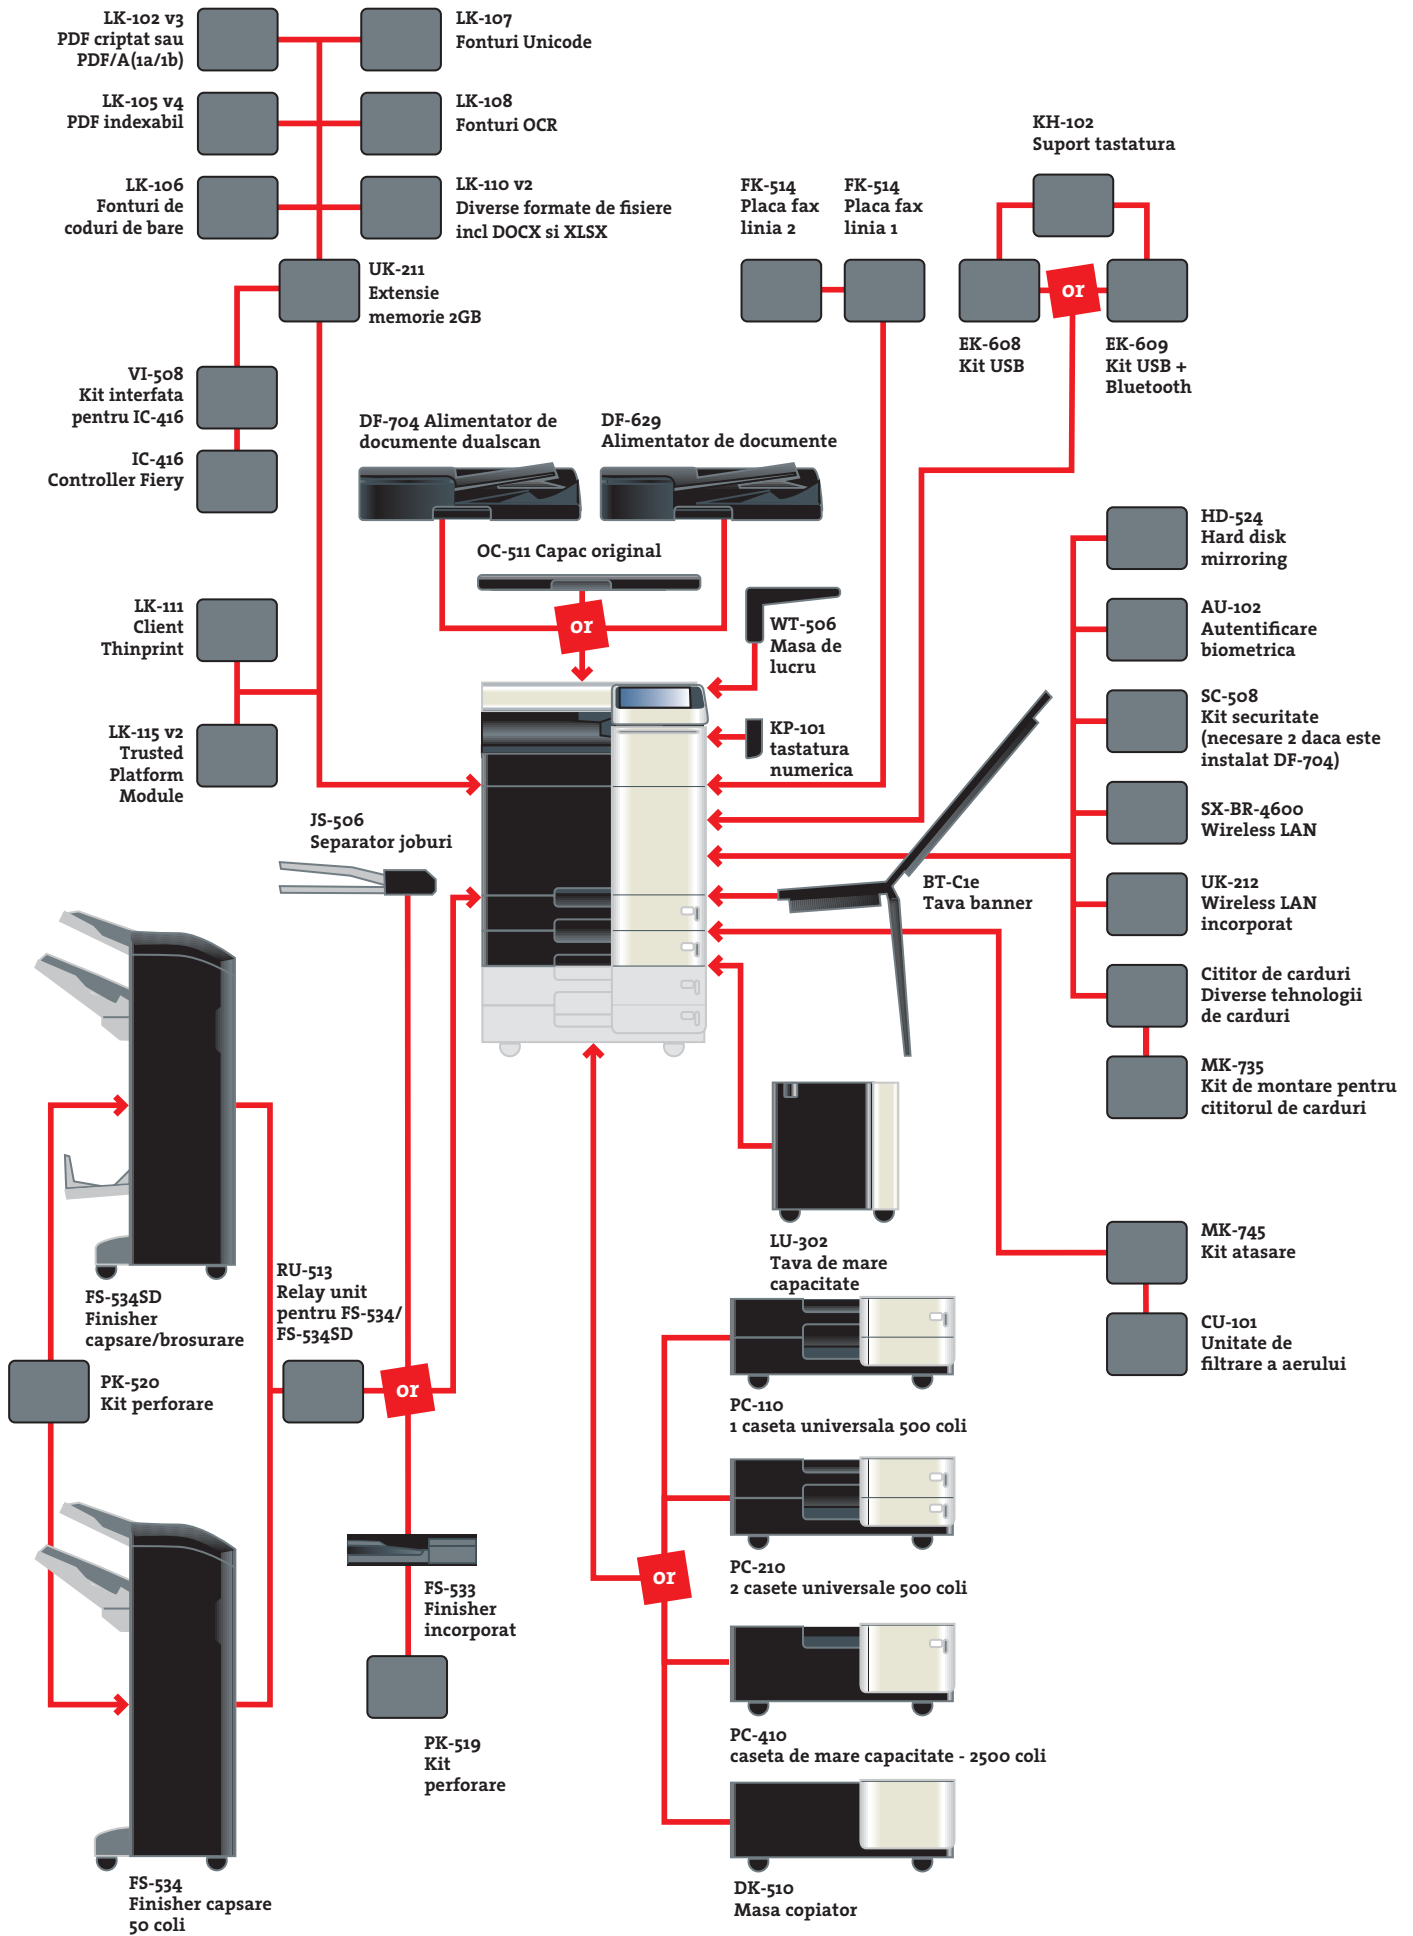 LK-102 v3
PDF criptat sau
PDF/A(1a/1b)
LK-107
Fonturi Unicode
LK-105 v4
PDF indexabil
LK-108
Fonturi OCR
LK-106
Fonturi de
coduri de bare
LK-110 v2
Diverse formate de fisiere
incl DOCX si XLSX
UK-211
Extensie
memorie 2GB
VI-508
Kit interfata
pentru IC-416
IC-416
Controller Fiery
KH-102
Suport tastatura
FK-514
Placa fax
linia 2
FK-514
Placa fax
linia 1
or
EK-608
Kit USB
EK-609
Kit USB +
Bluetooth
DF-704 Alimentator de
documente dualscan
DF-629
Alimentator de documente
OC-511 Capac original
or
WT-506
Masa de
lucru
KP-101
tastatura
numerica
LK-111
Client
Thinprint
LK-115 v2
Trusted
Platform
Module
HD-524
Hard disk
mirroring
AU-102
Autentificare
biometrica
SC-508
Kit securitate
(necesare 2 daca este
instalat DF-704)
SX-BR-4600
Wireless LAN
UK-212
Wireless LAN
incorporat
Cititor de carduri
Diverse tehnologii
de carduri
MK-735
Kit de montare pentru
cititorul de carduri
JS-506
Separator joburi
BT-C1e
Tava banner
LU-302
Tava de mare
capacitate
MK-745
Kit atasare
CU-101
Unitate de
filtrare a aerului
FS-534SD
Finisher
capsare/brosurare
RU-513
Relay unit
pentru FS-534/
FS-534SD
PK-520
Kit perforare
or
PC-110
1 caseta universala 500 coli
PC-210
2 casete universale 500 coli
or
FS-533
Finisher
incorporat
PK-519
Kit
perforare
PC-410
caseta de mare capacitate - 2500 coli
FS-534
Finisher capsare
50 coli
DK-510
Masa copiator